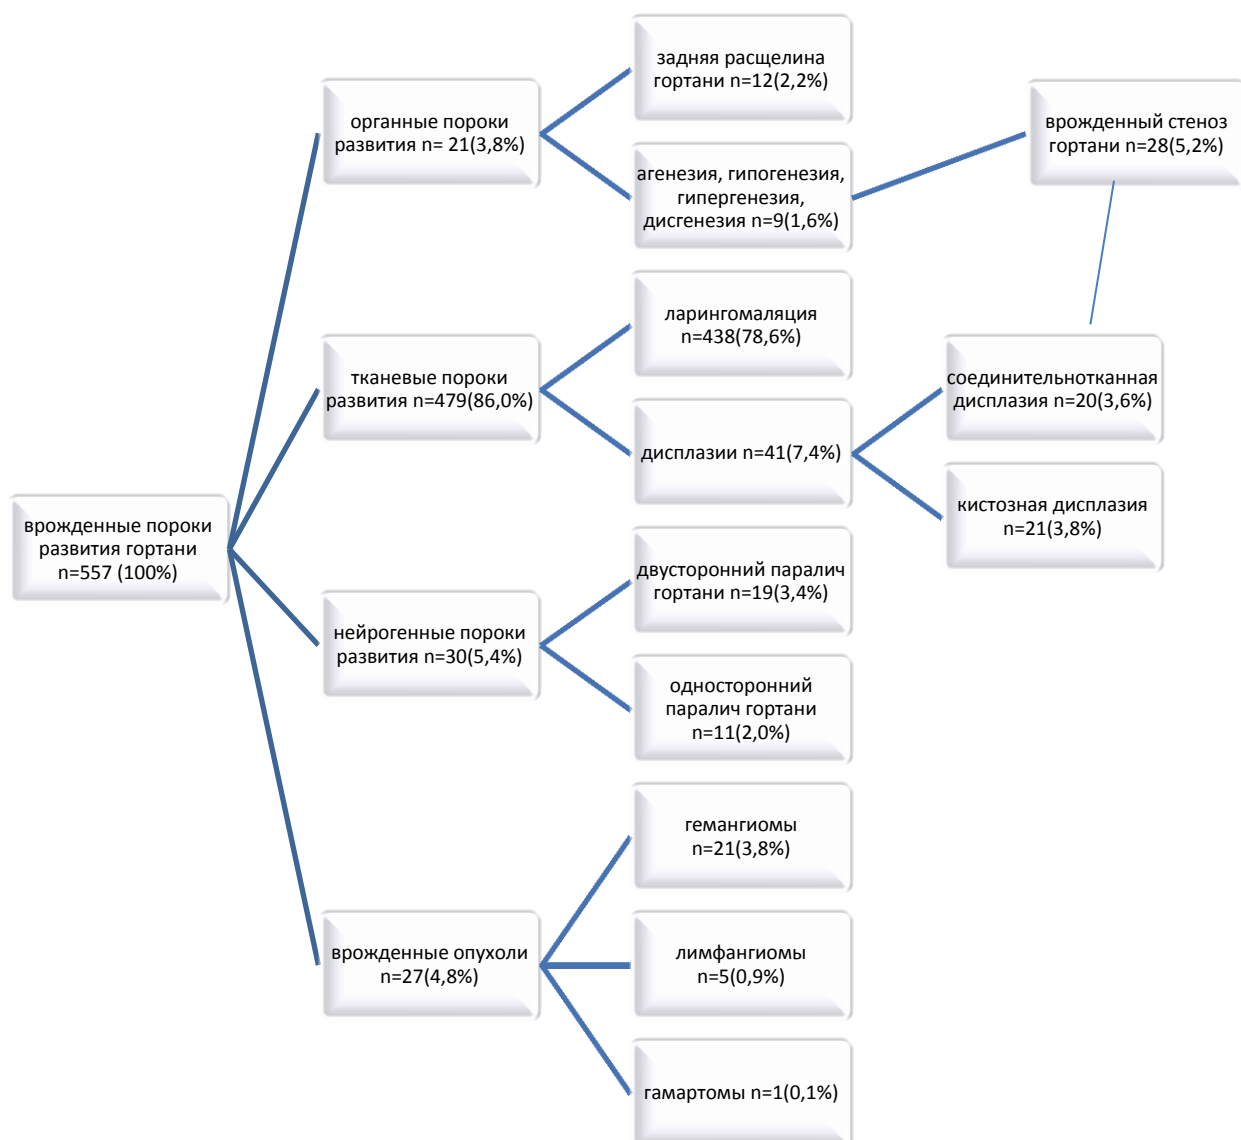 врожденные пороки
развития гортани
n=557 (100%)
органные пороки
развития n= 21(3,8%)
задняя расщелина
гортани n=12(2,2%)
агенезия, гипогенезия,
гипергенезия,
дисгенезия n=9(1,6%)
врожденный стеноз
гортани n=28(5,2%)
тканевые пороки
развития n=479(86,0%)
ларингомаляция
n=438(78,6%)
дисплазии n=41(7,4%)
соединительнотканная
дисплазия n=20(3,6%)
кистозная дисплазия
n=21(3,8%)
нейрогенные пороки
развития n=30(5,4%)
двусторонний паралич
гортани n=19(3,4%)
односторонний
паралич гортани
n=11(2,0%)
врожденные опухоли
n=27(4,8%)
гемангиомы
n=21(3,8%)
лимфангиомы
n=5(0,9%)
гамартомы n=1(0,1%)